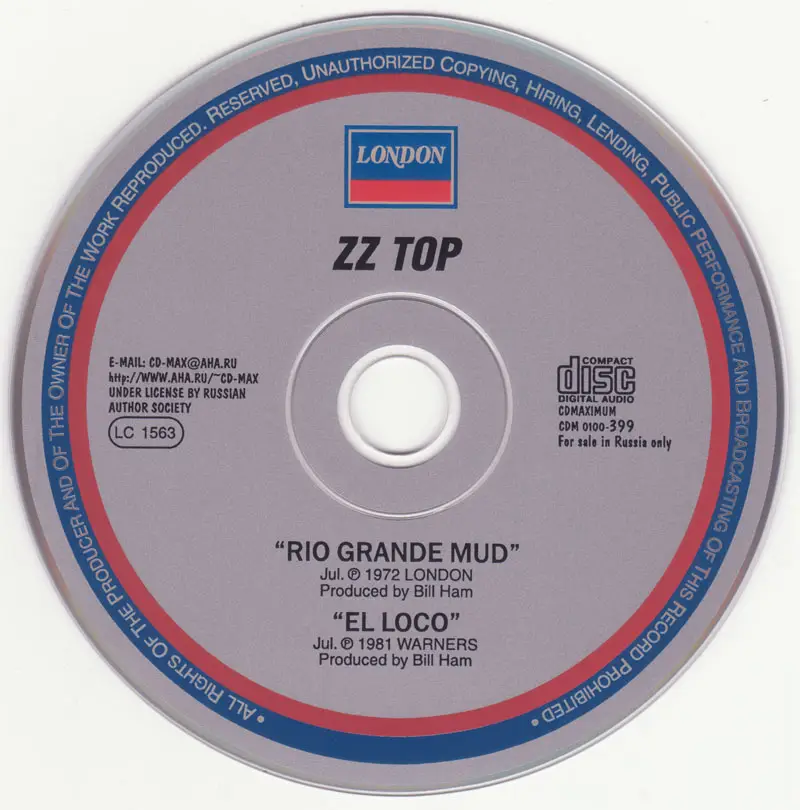 • ALL RIGHTS OF THE PRODUCER AND OF THE OWNER OF THE WORK REPRODUCED. RESERVED, UNAUTHORIZED COPYING, HIRING, LENDING, PUBLIC PERFORMANCE AND BROADCASTING OF THIS RECORD PROHIBITED •
LONDON
ZZ TOP
E-MAIL: CD-MAX@AHA.RU
http://WWW.AHA.RU/~CD-MAX
UNDER LICENSE BY RUSSIAN
AUTHOR SOCIETY
LC 1563
COMPACT
disc
DIGITAL AUDIO
CDMAXIMUM
CDM 0100-399
For sale in Russia only
"RIO GRANDE MUD"
Jul. ℗ 1972 LONDON
Produced by Bill Ham
"EL LOCO"
Jul. ℗ 1981 WARNERS
Produced by Bill Ham